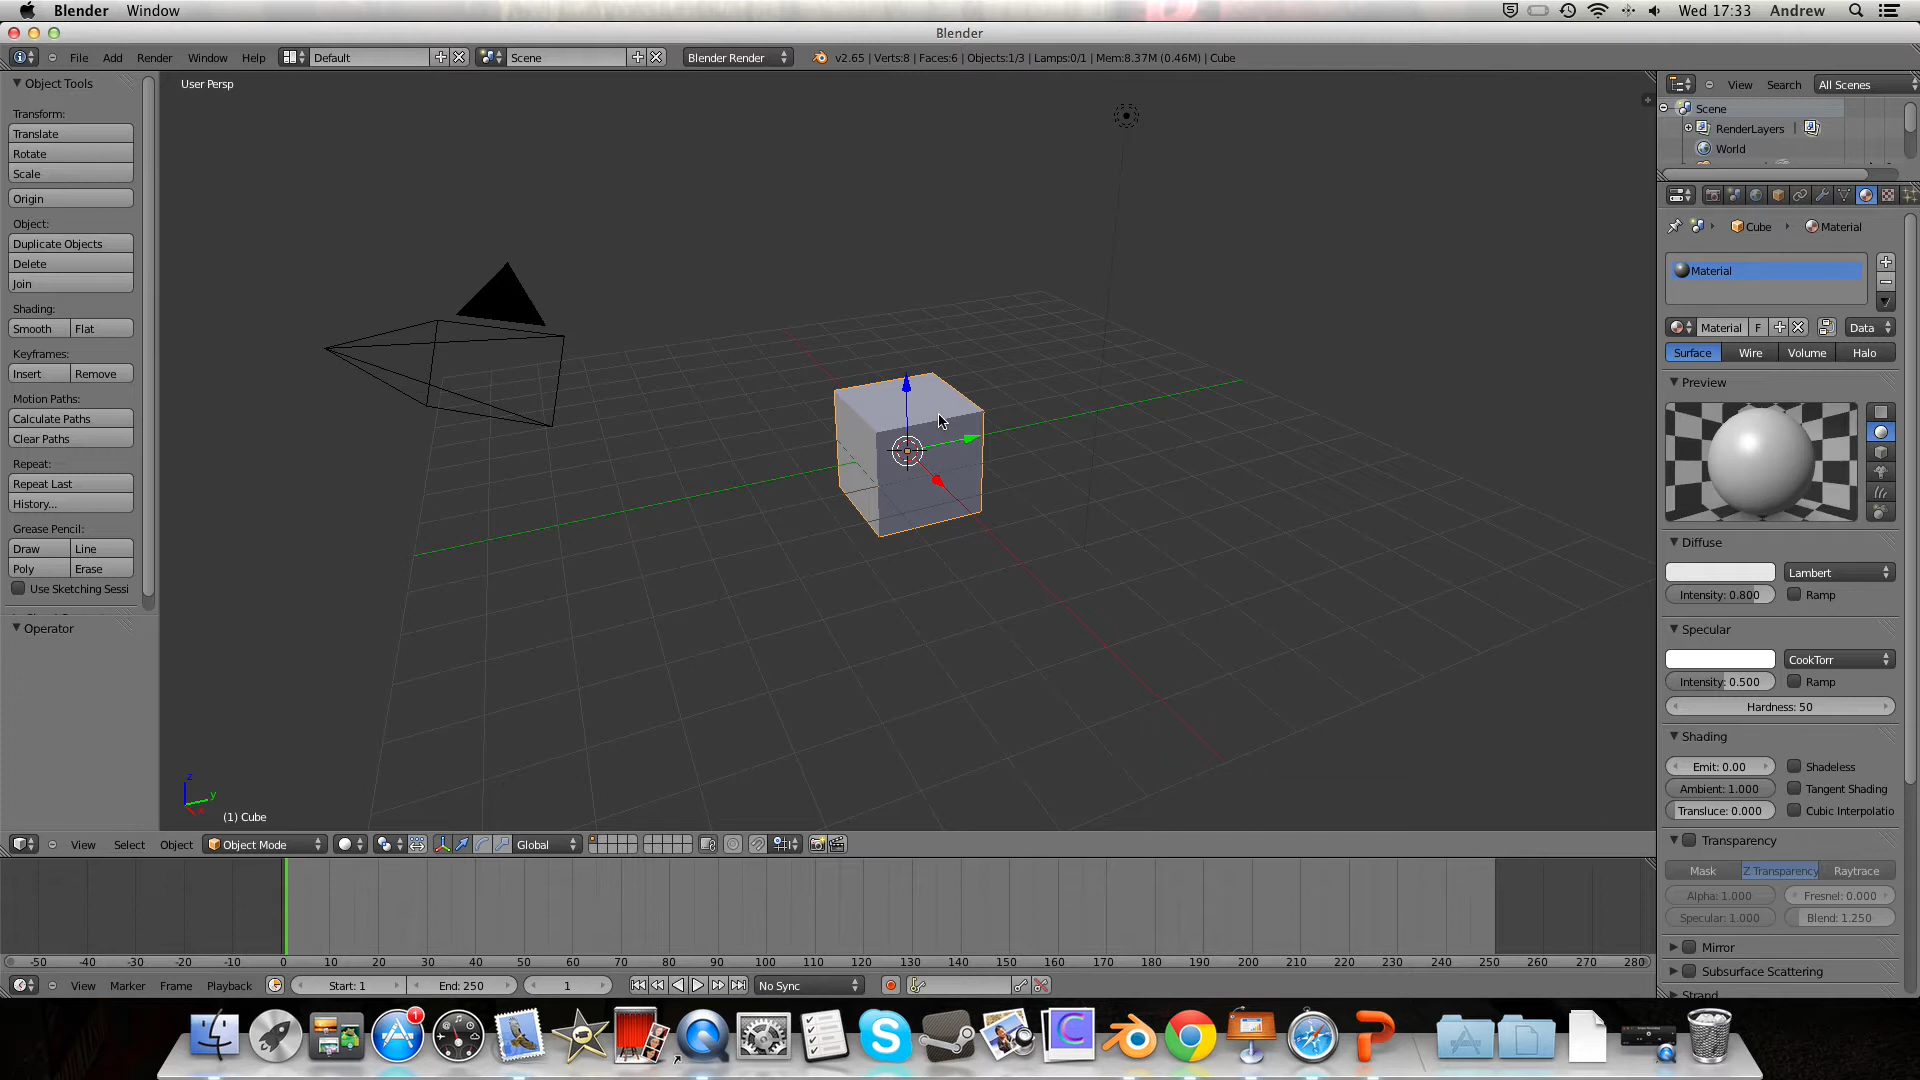 Blender Window Wed 17:33 Andrew
Blender
File Add Render Window Help Default Scene Blender Render v2.65 | Verts:8 | Faces:6 | Objects:1/3 | Lamps:0/1 | Mem:8.37M (0.46M) | Cube
Object Tools
Transform:
Translate
Rotate
Scale
Origin
Object:
Duplicate Objects
Delete
Join
Shading:
Smooth Flat
Keyframes:
Insert Remove
Motion Paths:
Calculate Paths
Clear Paths
Repeat:
Repeat Last
History...
Grease Pencil:
Draw Line
Poly Erase
Use Sketching Sessi
Operator
User Persp
z
y
x
(1) Cube
View Select Object Object Mode Global
-50 -40 -30 -20 -10 0 10 20 30 40 50 60 70 80 90 100 110 120 130 140 150 160 170 180 190 200 210 220 230 240 250 260 270 280
View Marker Frame Playback Start: 1 End: 250 1 No Sync
View Search All Scenes
Scene
RenderLayers
World
Cube Material
Material
Material F Data
Surface Wire Volume Halo
Preview
Diffuse
Lambert
Intensity: 0.800 Ramp
Specular
CookTorr
Intensity: 0.500 Ramp
Hardness: 50
Shading
Emit: 0.00 Shadeless
Ambient: 1.000 Tangent Shading
Transluce: 0.000 Cubic Interpolatio
Transparency
Mask Z Transparency Raytrace
Alpha: 1.000 Fresnel: 0.000
Specular: 1.000 Blend: 1.250
Mirror
Subsurface Scattering
Strand
1